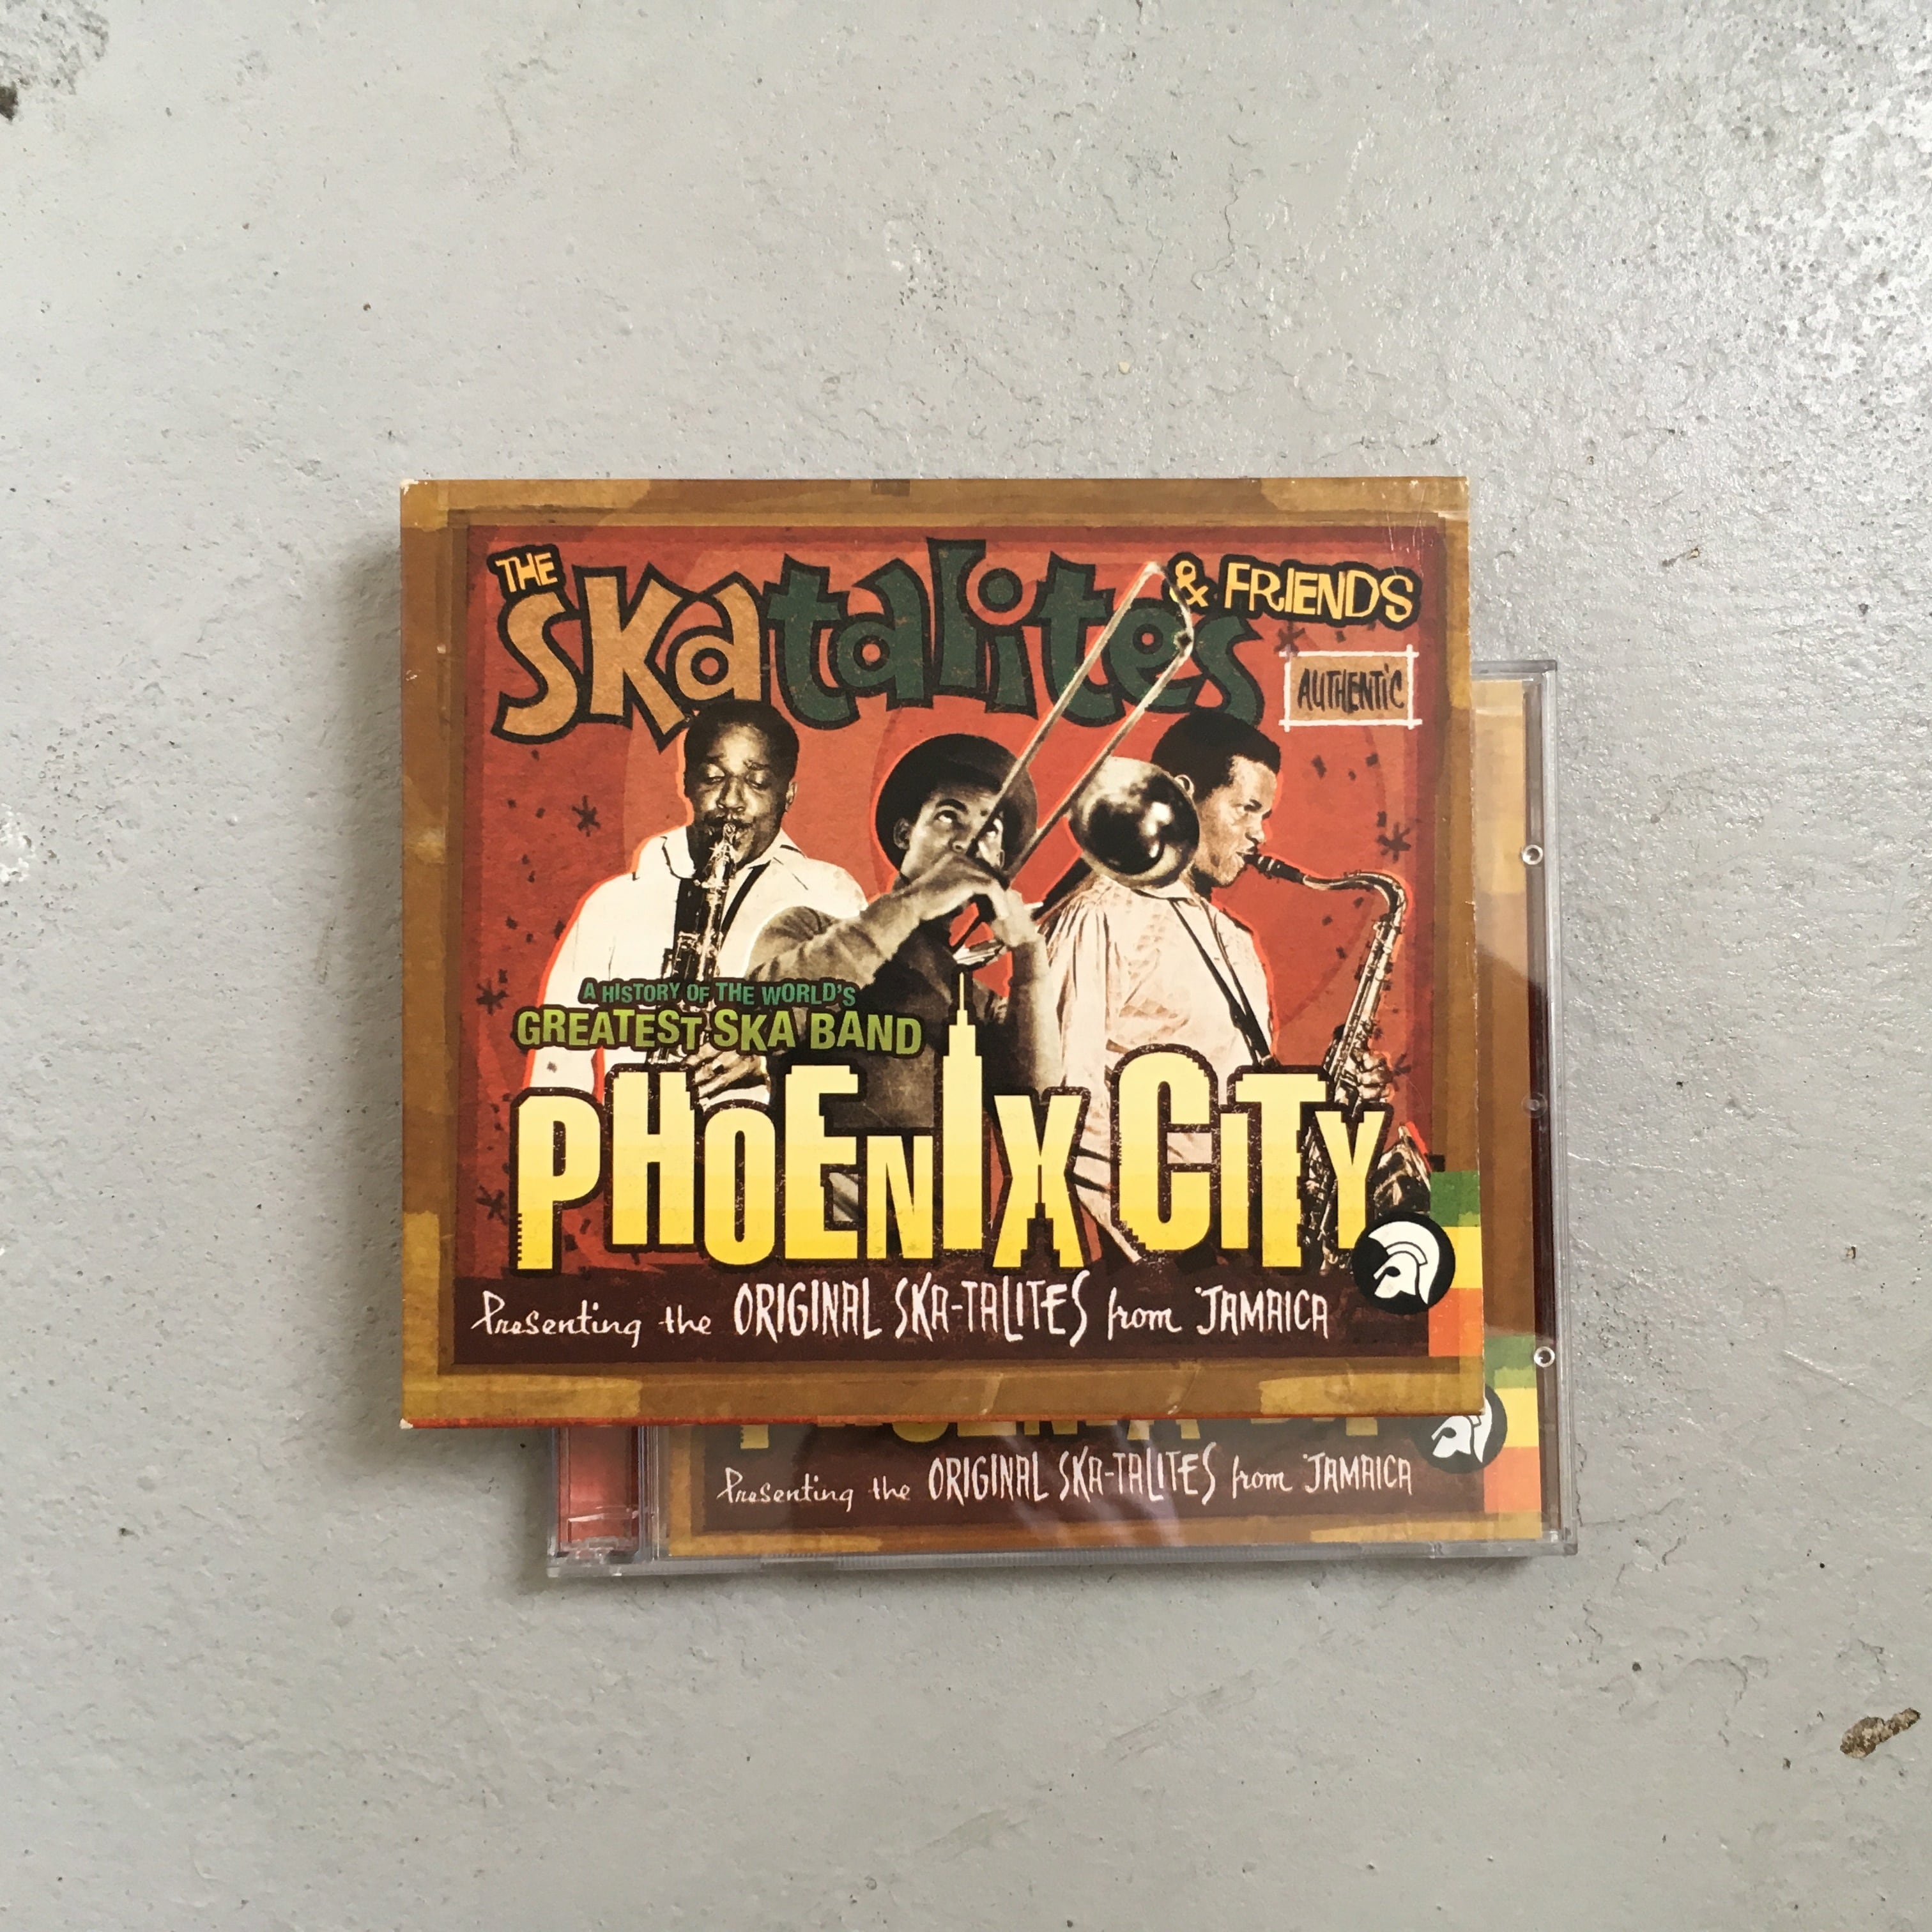 THE
SKatalites
& FRIENDS
AUTHENTIC
A HISTORY OF THE WORLD'S
GREATEST SKA BAND
PHOENIX CITY
Presenting the ORIGINAL SKA-TALITES from JAMAICA
Presenting the ORIGINAL SKA-TALITES from JAMAICA